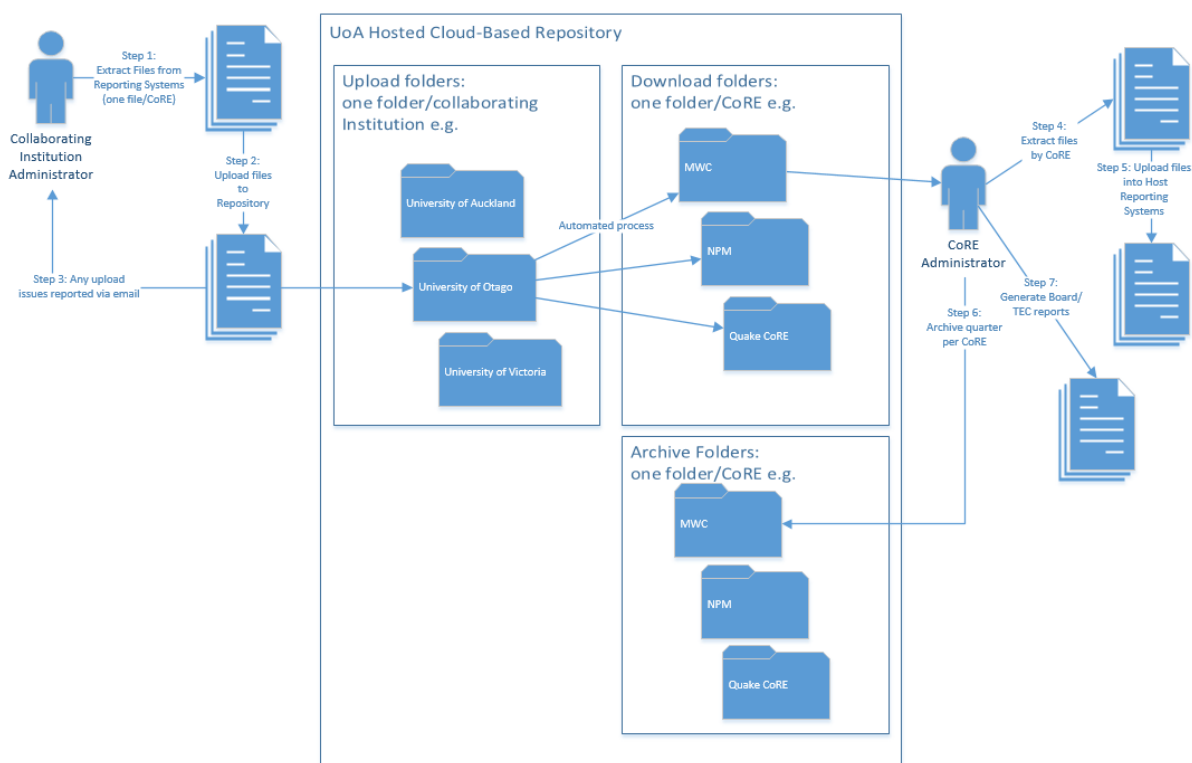 UoA Hosted Cloud-Based Repository
Step 1:
Extract Files from
Reporting Systems
(one file/CoRE)
Collaborating
Institution
Administrator
Step 2:
Upload files
to
Repository
Step 3: Any upload
issues reported via email
Upload folders:
one folder/collaborating
Institution e.g.
University of Auckland
University of Otago
University of Victoria
Automated process
Download folders:
one folder/CoRE e.g.
MWC
NPM
Quake CoRE
Archive Folders:
one folder/CoRE e.g.
MWC
NPM
Quake CoRE
CoRE
Administrator
Step 4:
Extract files
by CoRE
Step 5: Upload files
into Host
Reporting
Systems
Step 6:
Archive quarter
per CoRE
Step 7:
Generate Board/
TEC reports